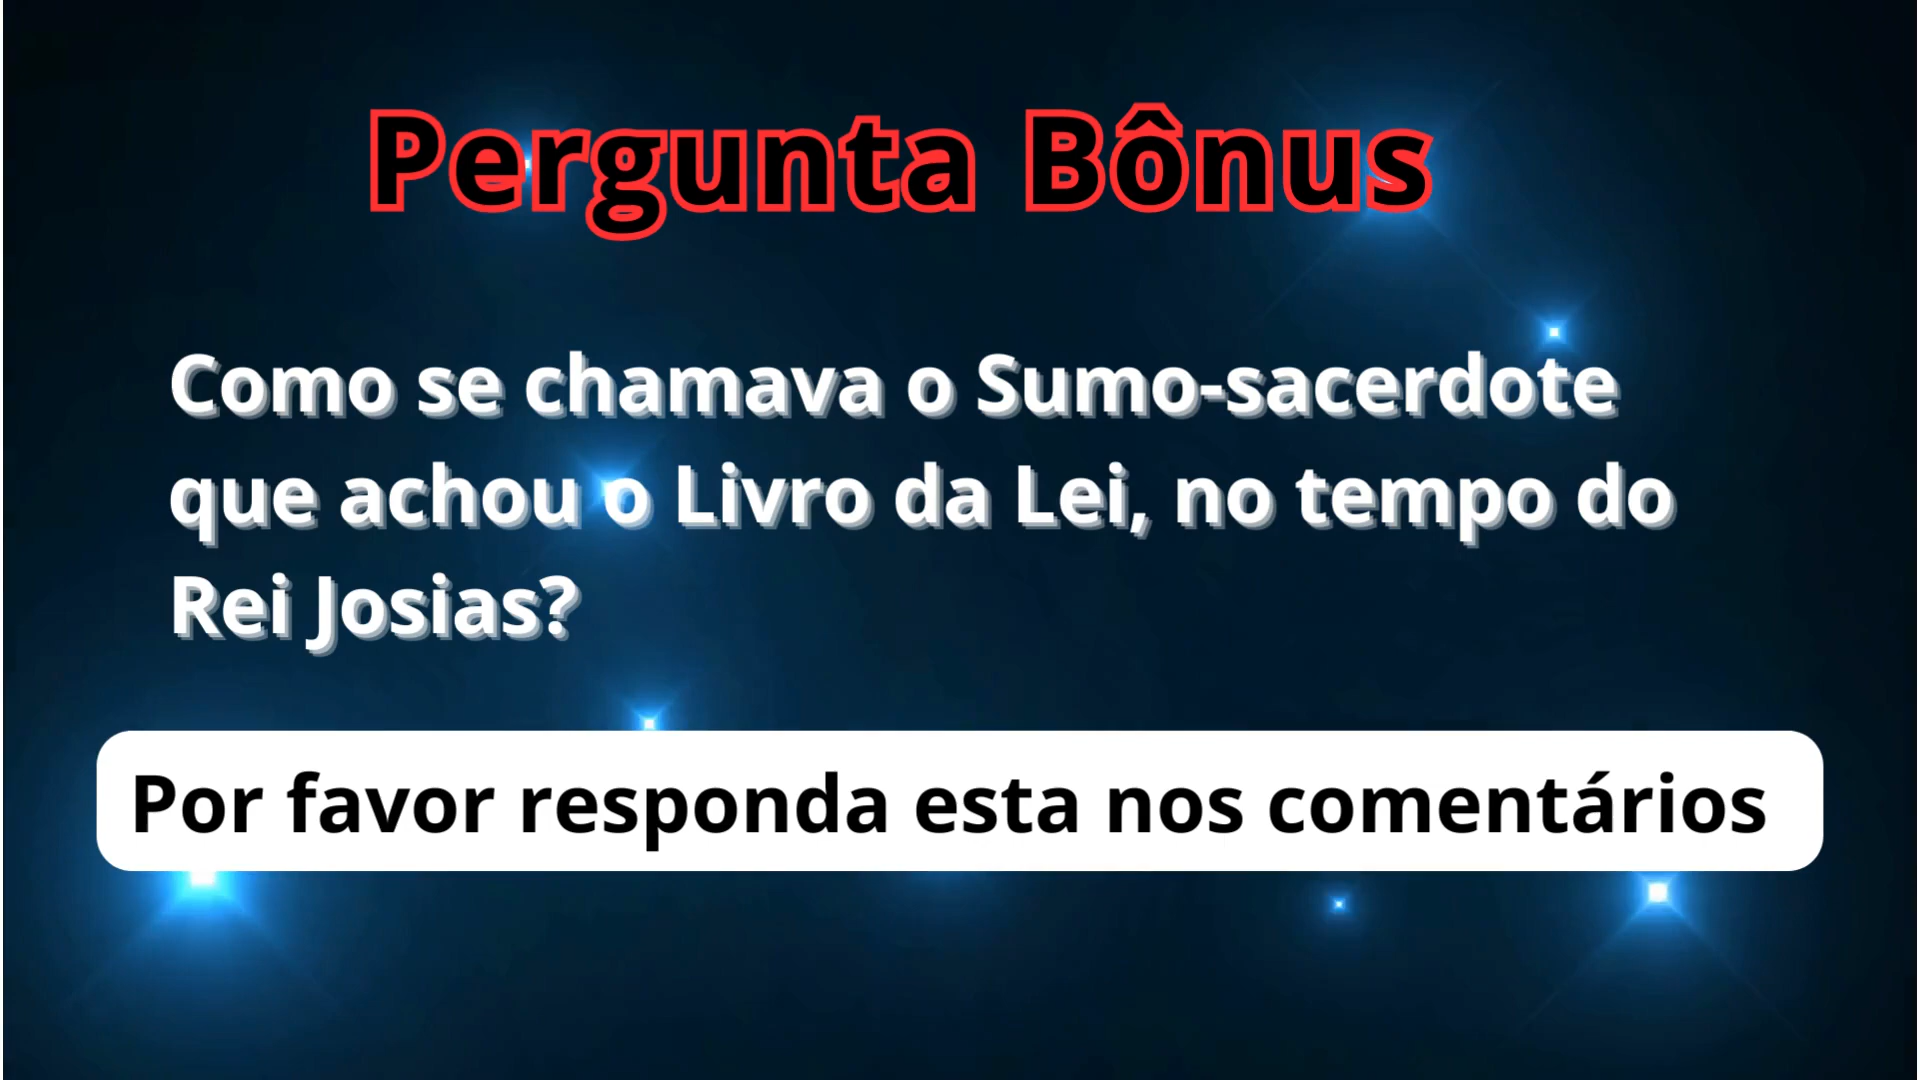 Pergunta Bônus
Como se chamava o Sumo-sacerdote
que achou o Livro da Lei, no tempo do
Rei Josias?
Por favor responda esta nos comentários